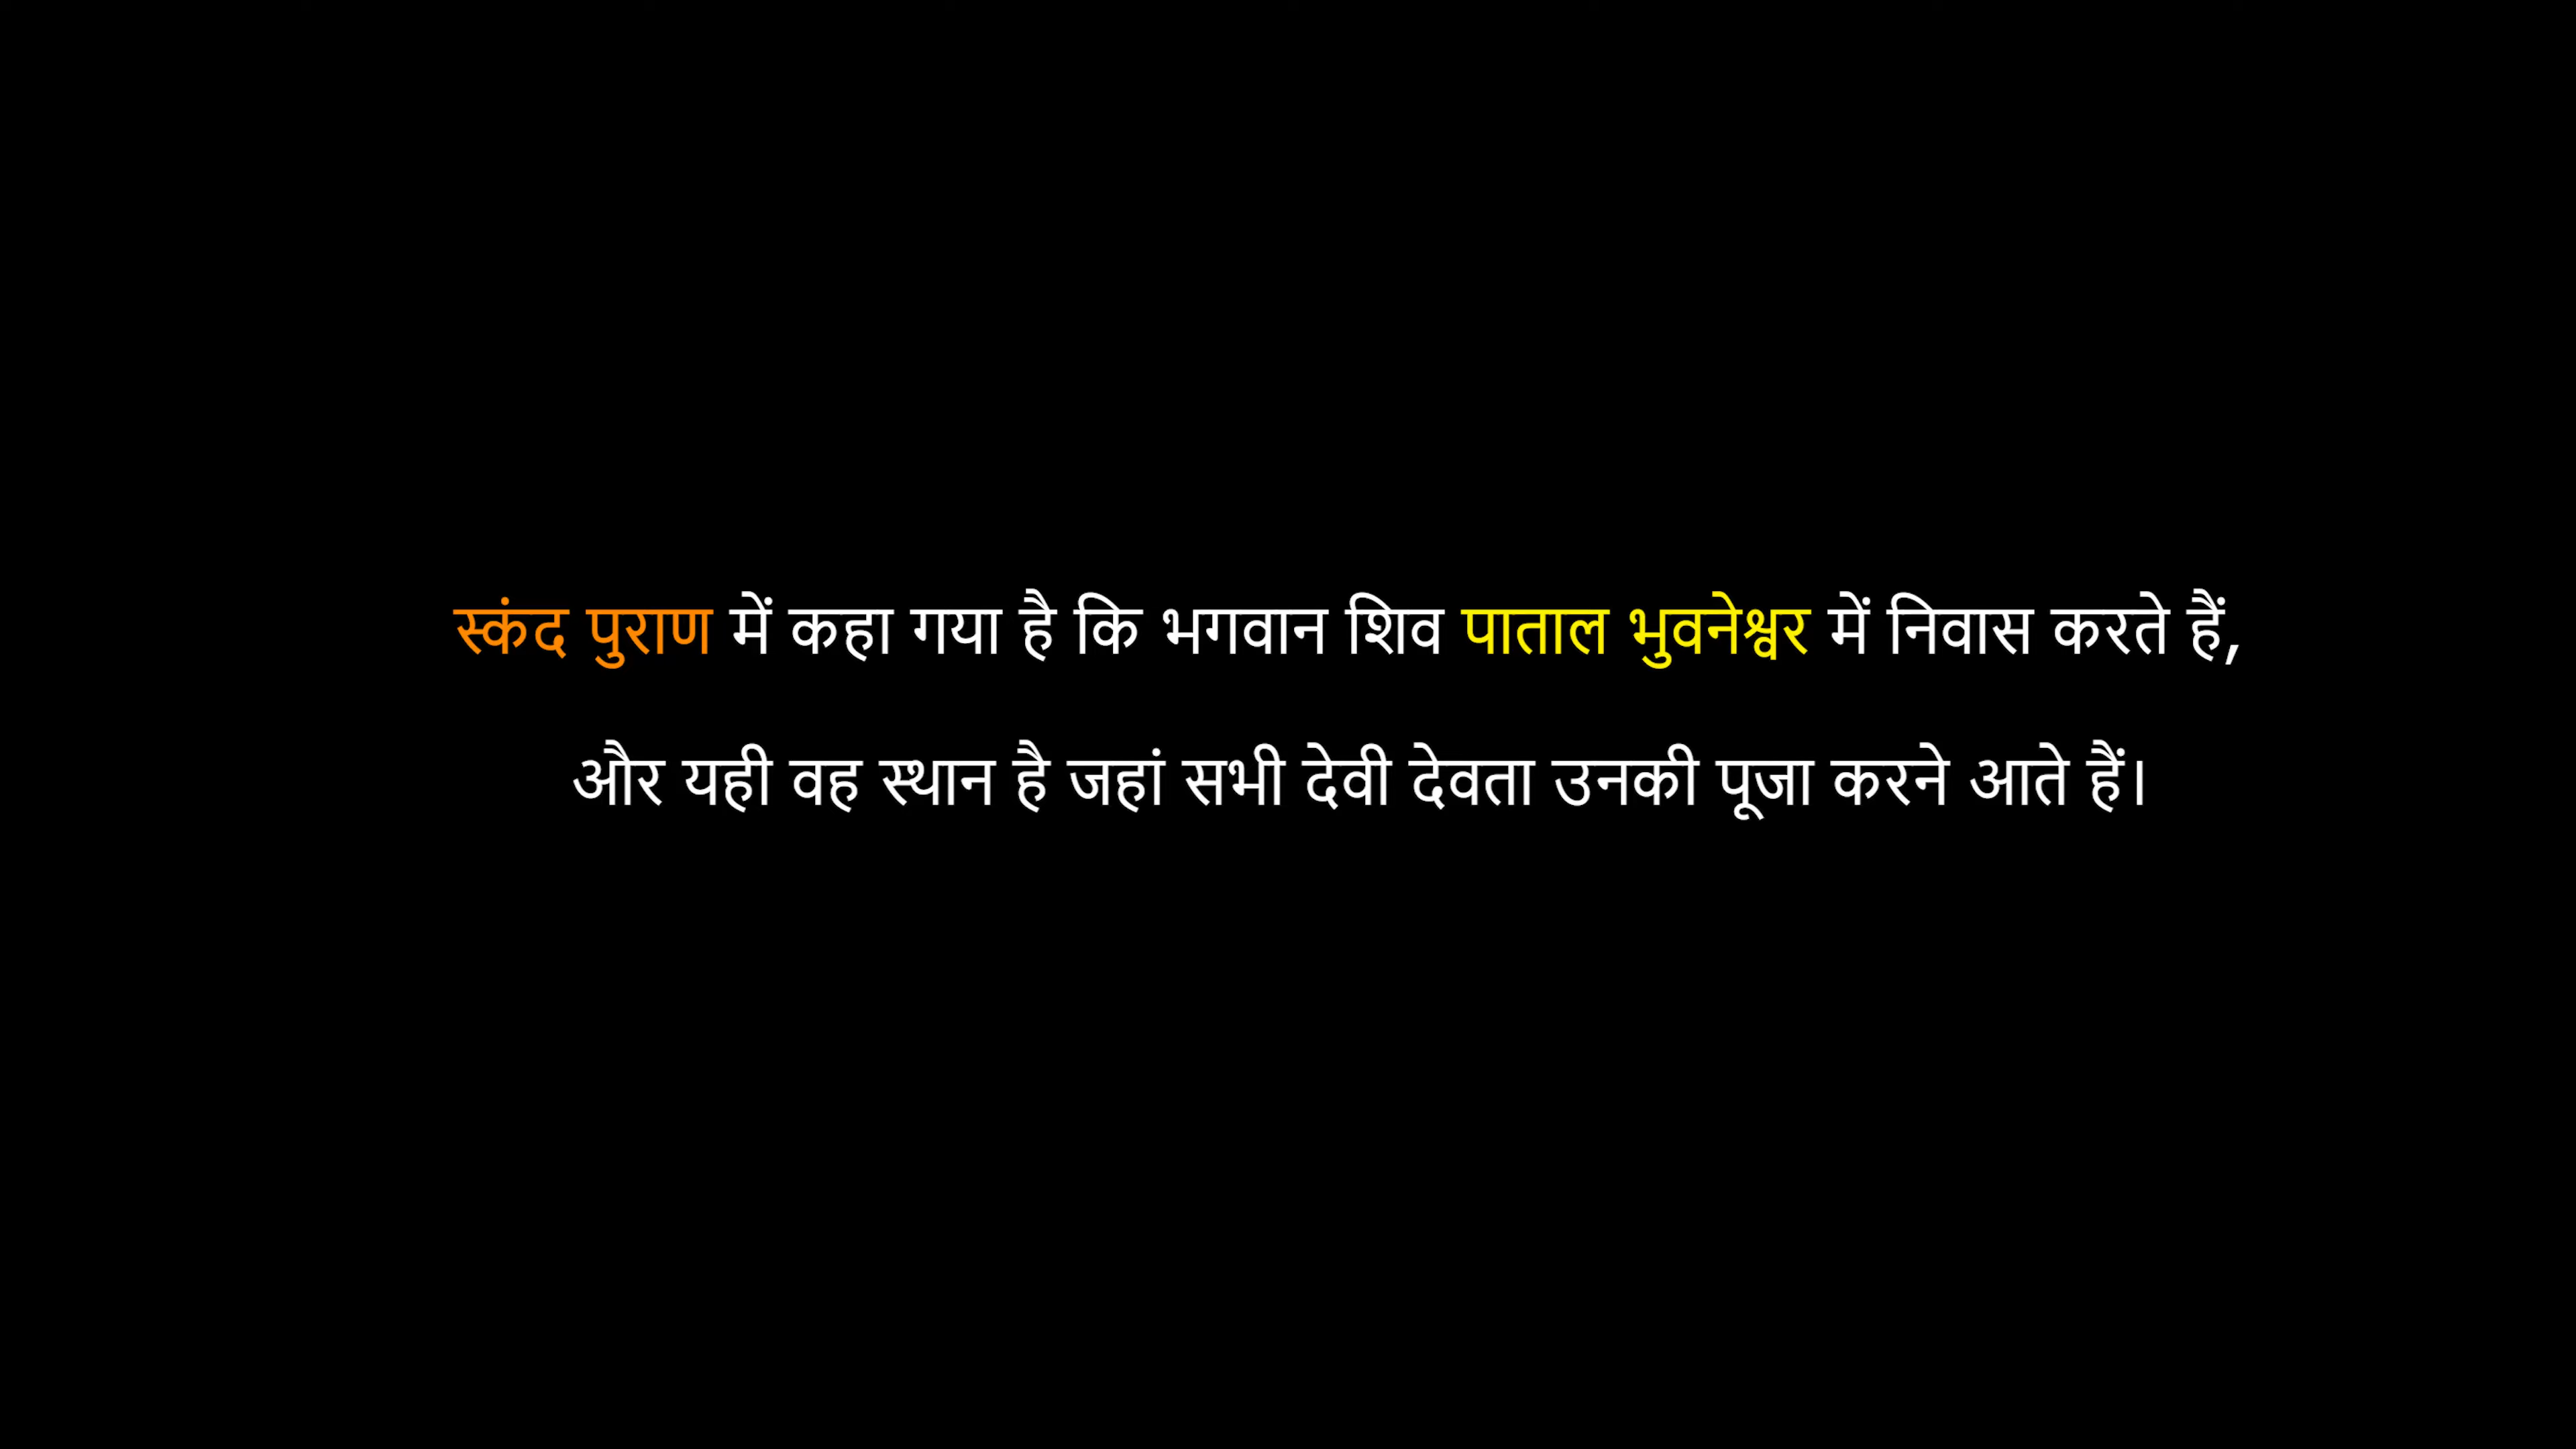 स्कंद पुराण में कहा गया है कि भगवान शिव पाताल भुवनेश्वर में निवास करते हैं,
और यही वह स्थान है जहां सभी देवी देवता उनकी पूजा करने आते हैं।